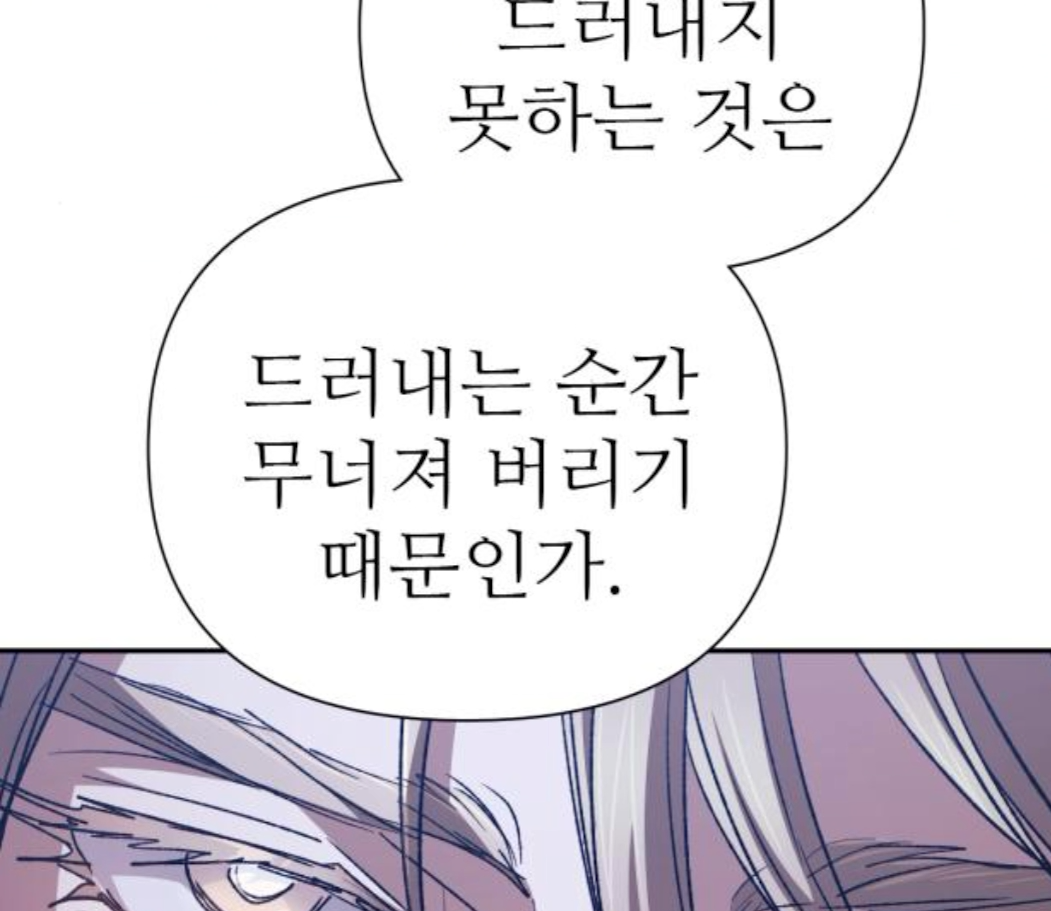 드러내지
못하는 것은
드러내는 순간
무너져 버리기
때문인가.